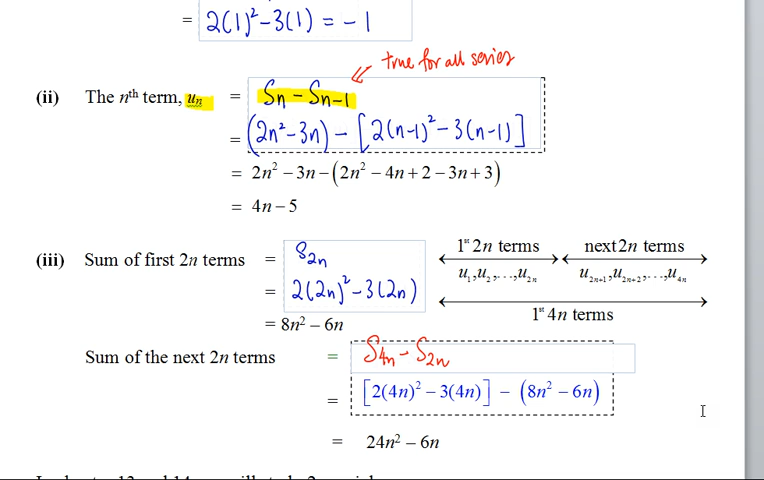 = 2(1)² − 3(1) = −1
true for all series
(ii) The nᵗʰ term, uₙ = Sₙ − Sₙ₋₁
= (2n² − 3n) − [2(n−1)² − 3(n−1)]
= 2n² − 3n − (2n² − 4n + 2 − 3n + 3)
= 4n − 5
(iii) Sum of first 2n terms = S₂ₙ
1ˢᵗ 2n terms next 2n terms
= 2(2n)² − 3(2n)
u₁, u₂, . . ., u₂ₙ u₂ₙ₊₁, u₂ₙ₊₂, . . ., u₄ₙ
= 8n² − 6n
1ˢᵗ 4n terms
Sum of the next 2n terms = S₄ₙ − S₂ₙ
= [2(4n)² − 3(4n)] − (8n² − 6n)
= 24n² − 6n